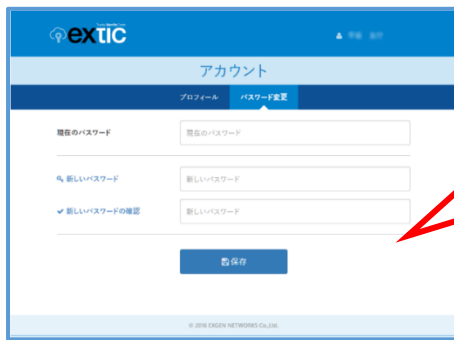 extic
アカウント
プロフィール パスワード変更
現在のパスワード 現在のパスワード
新しいパスワード 新しいパスワード
新しいパスワードの確認 新しいパスワード
保存
© 2018 EXGEN NETWORKS Co.,Ltd.